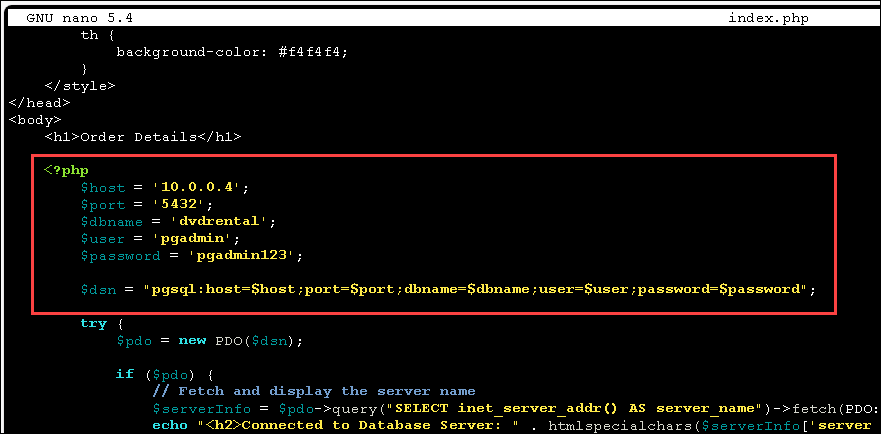 GNU nano 5.4 index.php
th {
background-color: #f4f4f4;
}
</style>
</head>
<body>
<h1>Order Details</h1>
<?php
$host = '10.0.0.4';
$port = '5432';
$dbname = 'dvdrental';
$user = 'pgadmin';
$password = 'pgadmin123';
$dsn = "pgsql:host=$host;port=$port;dbname=$dbname;user=$user;password=$password";
try {
$pdo = new PDO($dsn);
if ($pdo) {
// Fetch and display the server name
$serverInfo = $pdo->query("SELECT inet_server_addr() AS server_name")->fetch(PDO:
echo "<h2>Connected to Database Server: " . htmlspecialchars($serverInfo['server